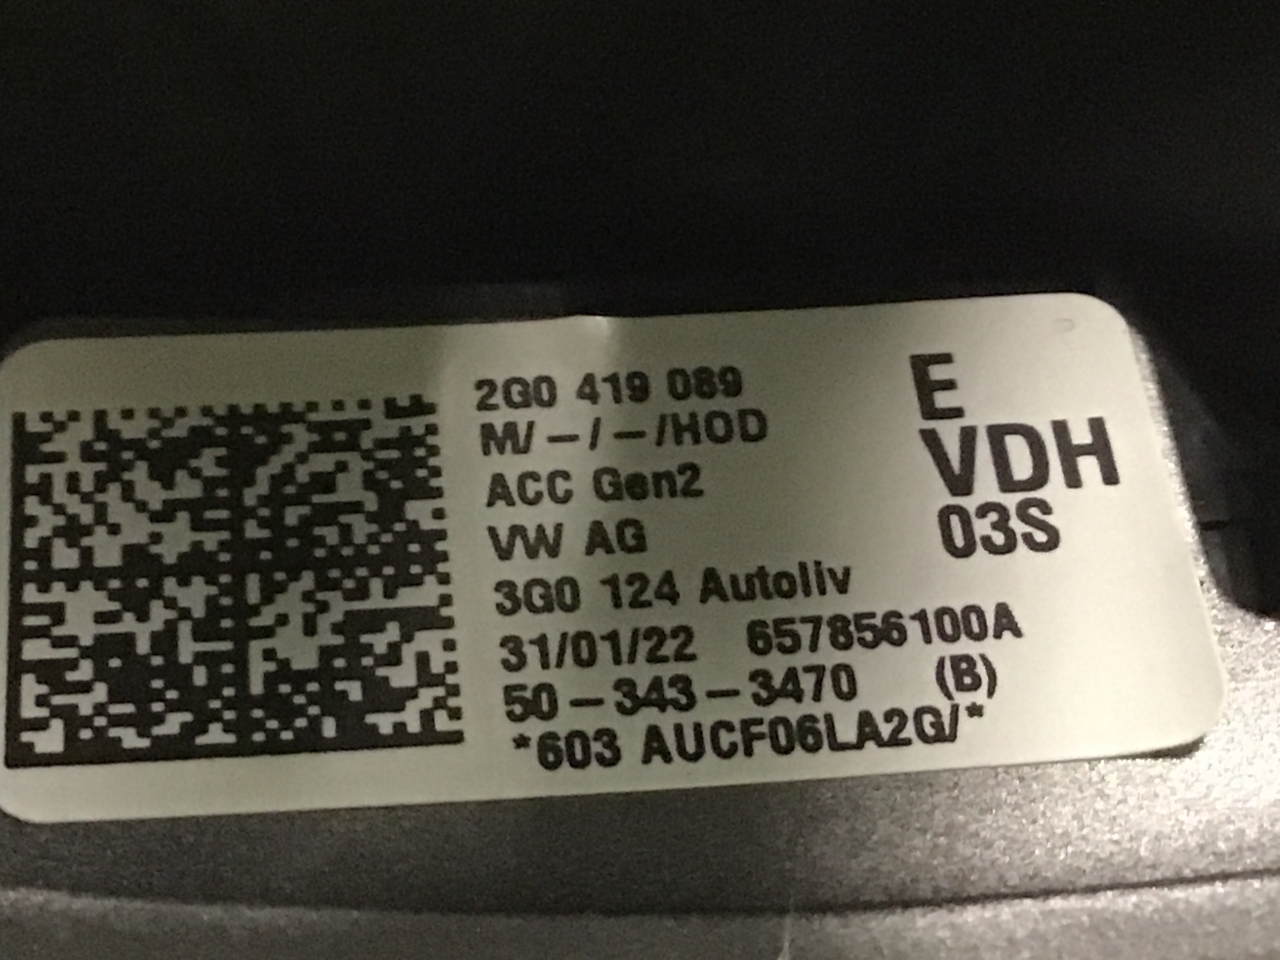 2G0 419 089 E
M/-/-/HOD VDH
ACC Gen2
VW AG 03S
3G0 124 Autoliv
31/01/22 657856100A
50-343-3470 (B)
*603 AUCF06LA2G/*